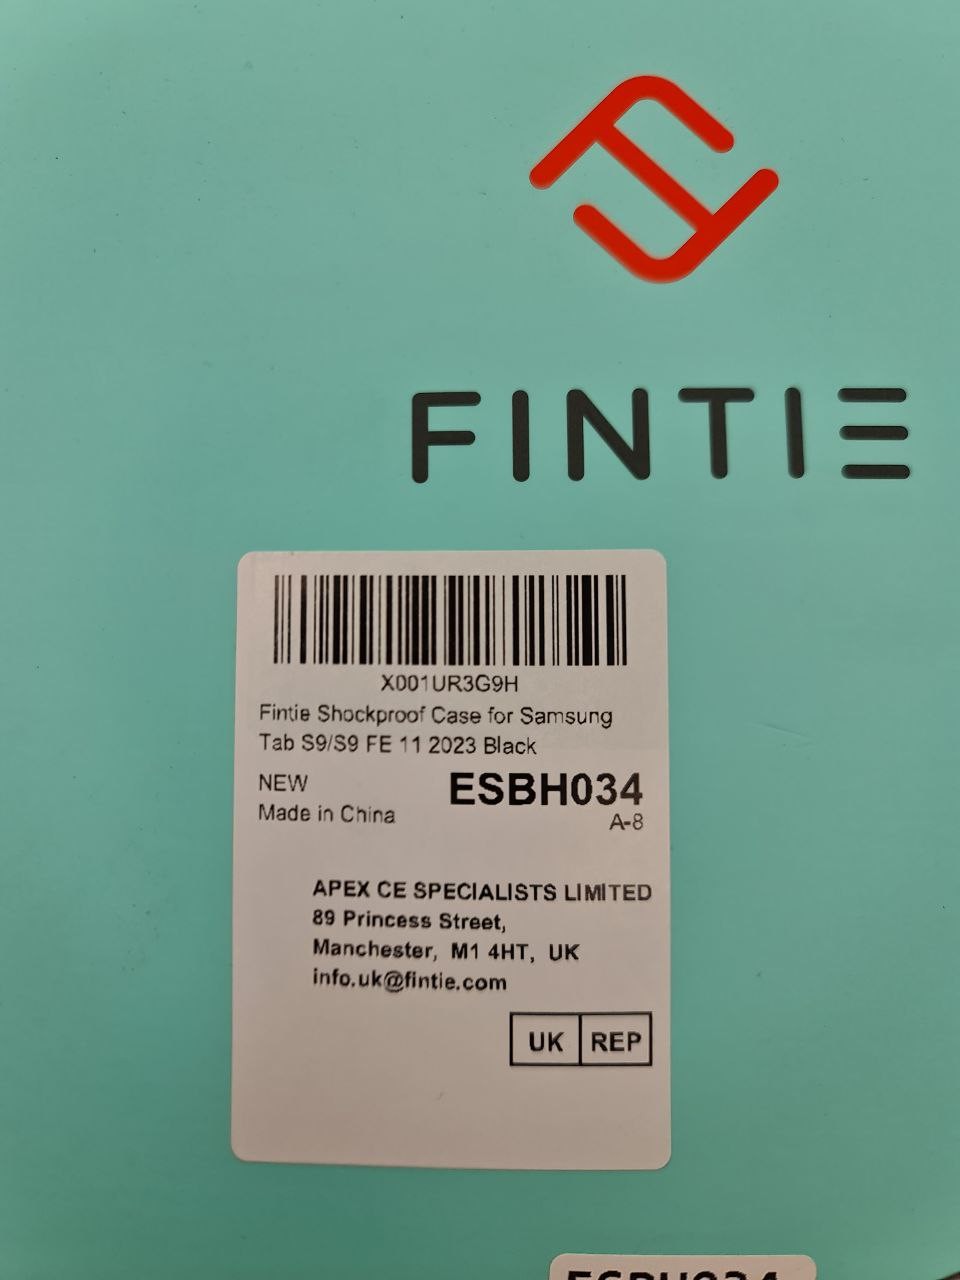 FINTIE
X001UR3G9H
Fintie Shockproof Case for Samsung
Tab S9/S9 FE 11 2023 Black
NEW
ESBH034
Made in China
A-8
APEX CE SPECIALISTS LIMITED
89 Princess Street,
Manchester, M1 4HT, UK
info.uk@fintie.com
UK REP
ESBH034